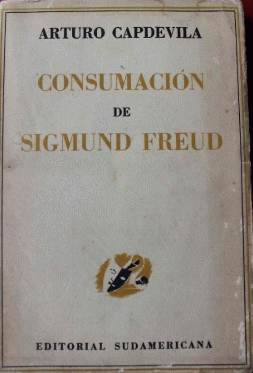 ARTURO CAPDEVILA
CONSUMACIÓN
DE
SIGMUND FREUD
EDITORIAL SUDAMERICANA